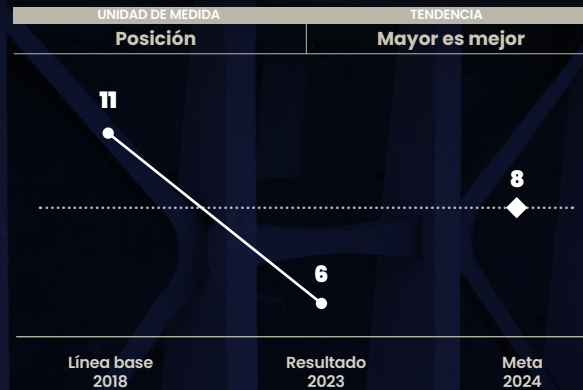 UNIDAD DE MEDIDA
TENDENCIA
Posición
Mayor es mejor
11
8
6
Línea base
2018
Resultado
2023
Meta
2024